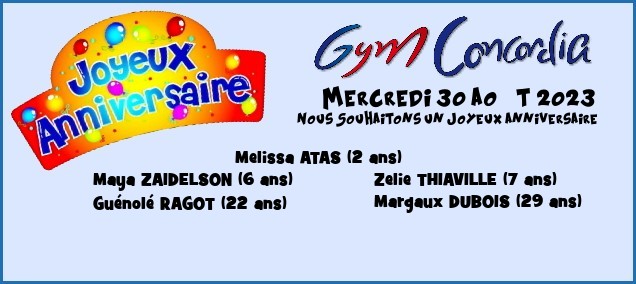 Joyeux
Anniversaire
Gym Concordia
MERCREDI 30 AO T 2023
NOUS SOUHAITONS UN JOYEUX ANNIVERSAIRE
Melissa ATAS (2 ans)
Maya ZAIDELSON (6 ans) Zelie THIAVILLE (7 ans)
Guénolé RAGOT (22 ans) Margaux DUBOIS (29 ans)